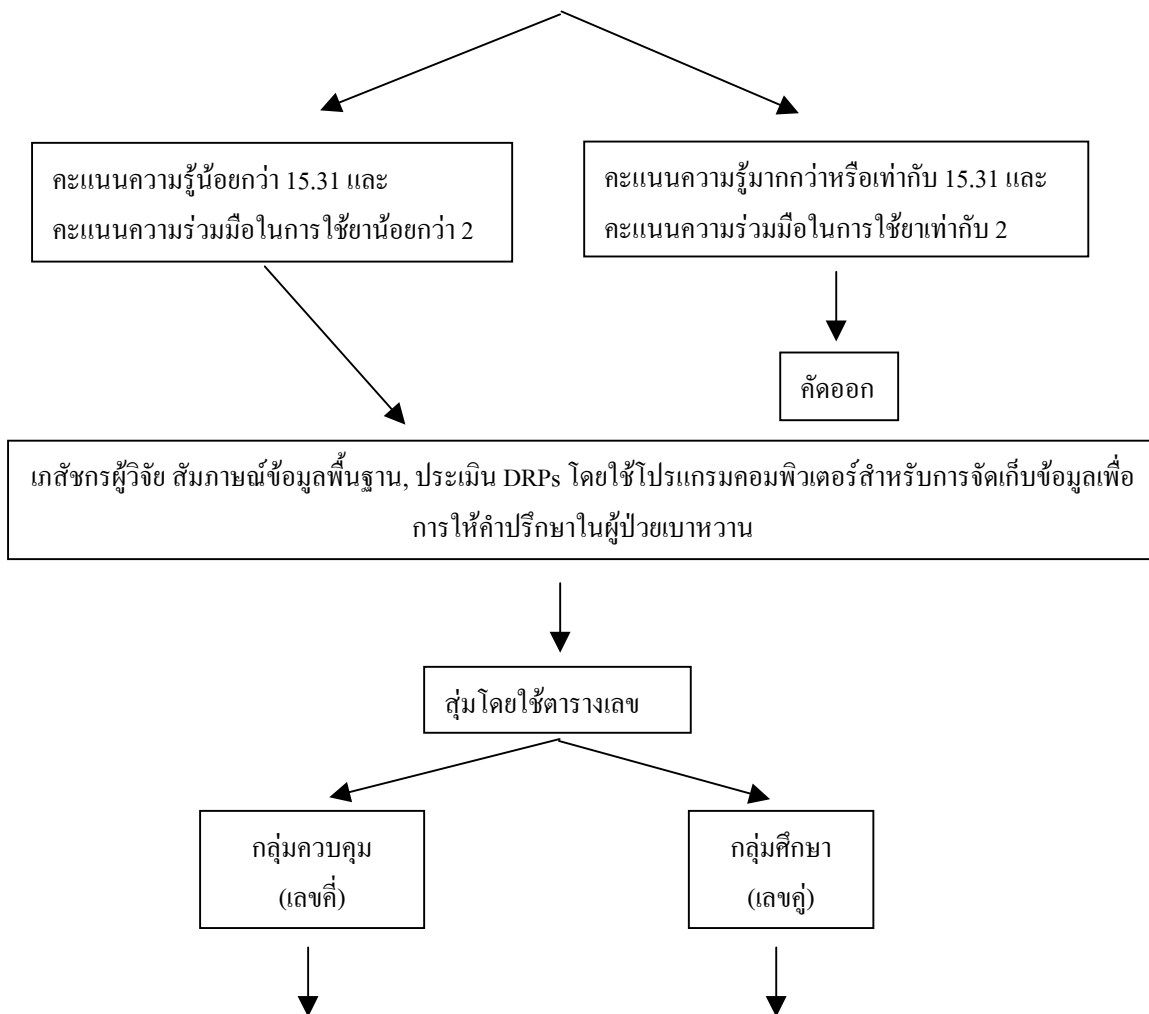 คะแนนความรู้น้อยกว่า 15.31 และ
คะแนนความร่วมมือในการใช้ยาน้อยกว่า 2
คะแนนความรู้มากกว่าหรือเท่ากับ 15.31 และ
คะแนนความร่วมมือในการใช้ยาเท่ากับ 2
คัดออก
เภสัชกรผู้วิจัย สัมภาษณ์ข้อมูลพื้นฐาน, ประเมิน DRPs โดยใช้โปรแกรมคอมพิวเตอร์สำหรับการจัดเก็บข้อมูลเพื่อ
การให้คำปรึกษาในผู้ป่วยเบาหวาน
สุ่มโดยใช้ตารางเลข
กลุ่มควบคุม
(เลขคี่)
กลุ่มศึกษา
(เลขคู่)